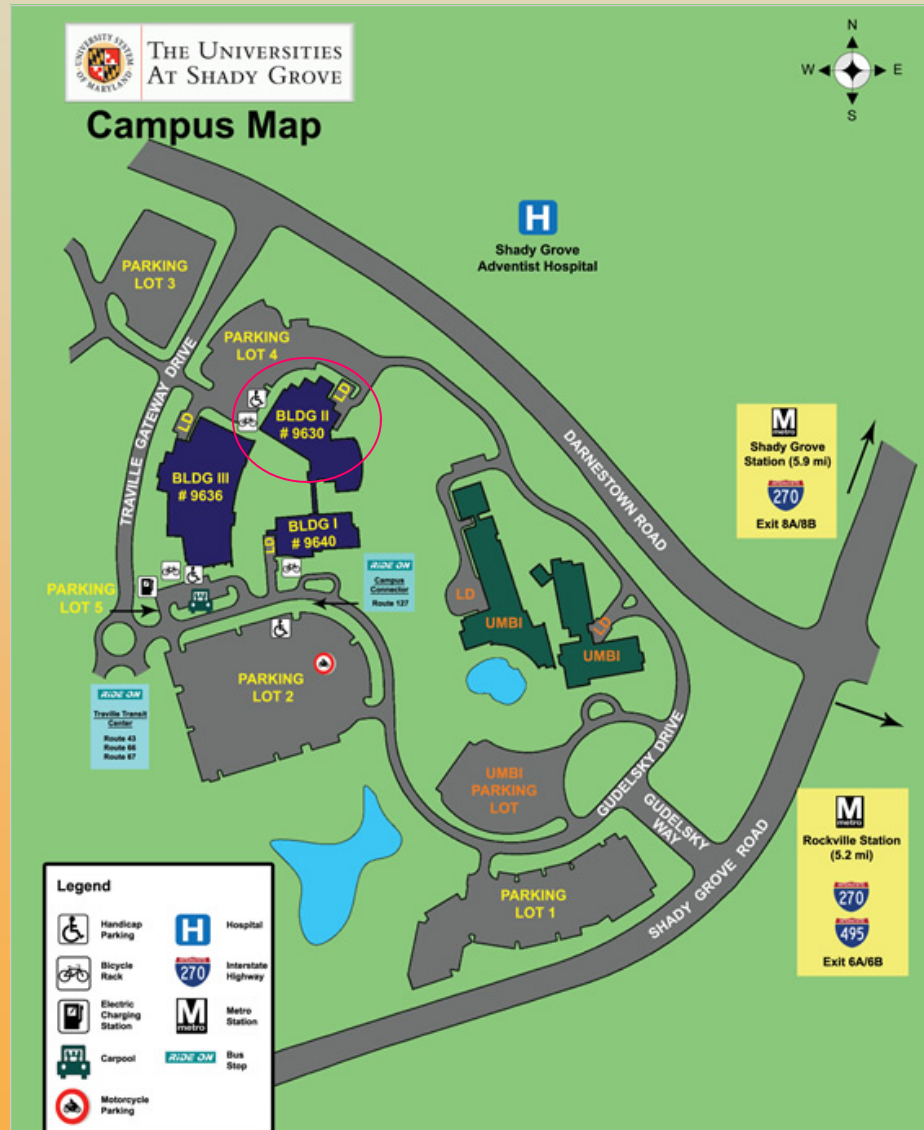 UNIVERSITY SYSTEM
OF MARYLAND
THE UNIVERSITIES
AT SHADY GROVE
Campus Map
N
W
E
S
H
Shady Grove
Adventist Hospital
PARKING
LOT 3
PARKING
LOT 4
TRAVILLE GATEWAY DRIVE
DARNESTOWN ROAD
LD
BLDG II
# 9630
LD
BLDG III
# 9636
BLDG I
# 9640
LD
M
metro
Shady Grove
Station (5.9 mi)
INTERSTATE
270
Exit 8A/8B
PARKING
LOT 5
RIDE ON
Campus
Connector
Route 127
LD
UMBI
LD
UMBI
PARKING
LOT 2
RIDE ON
Traville Transit
Center
Route 43
Route 66
Route 67
UMBI
PARKING
LOT
GUDELSKY DRIVE
GUDELSKY
WAY
SHADY GROVE ROAD
PARKING
LOT 1
M
metro
Rockville Station
(5.2 mi)
INTERSTATE
270
INTERSTATE
495
Exit 6A/6B
Legend
Handicap
Parking
H
Hospital
Bicycle
Rack
INTERSTATE
270
Interstate
Highway
Electric
Charging
Station
M
metro
Metro
Station
Carpool
RIDE ON
Bus
Stop
Motorcycle
Parking